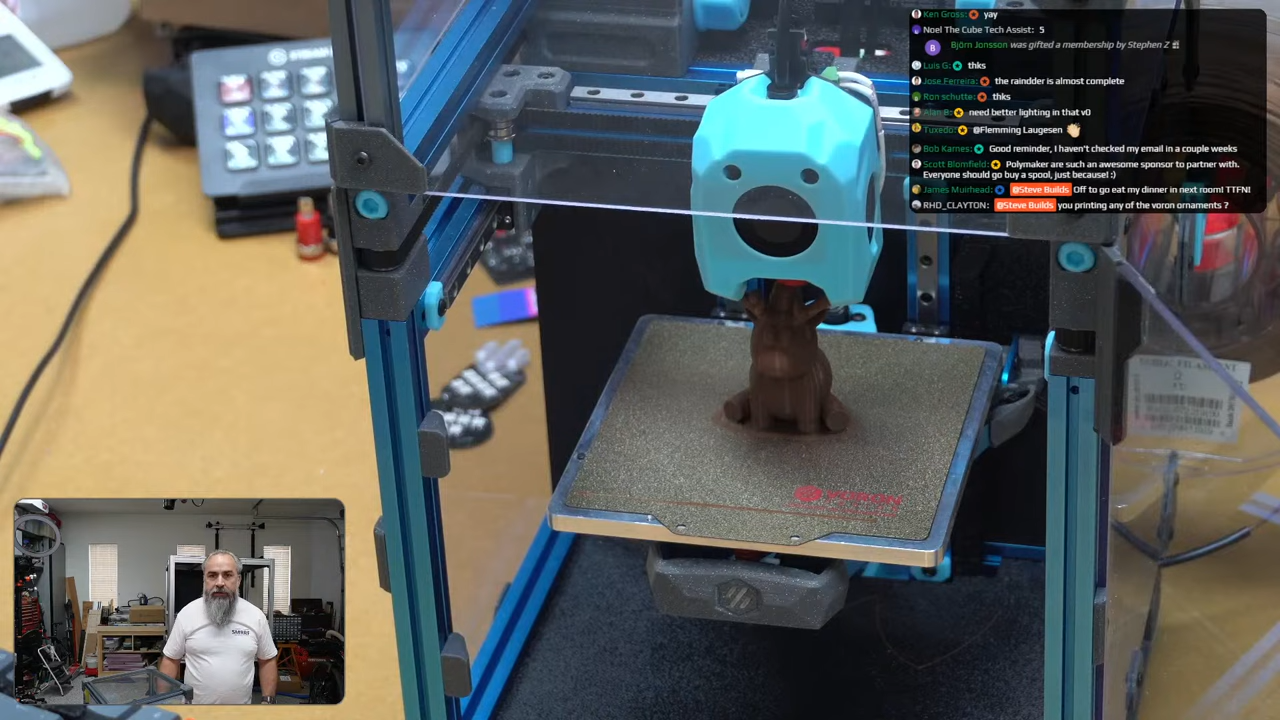 Ken Gross: yay
Noel The Cube Tech Assist: 5
B Björn Jonsson was gifted a membership by Stephen Z
Luis G: thks
Jose Ferreira: the raindder is almost complete
Ron schutte: thks
Alan B: need better lighting in that v0
Tuxedo: @Flemming Laugesen
Bob Karnes: Good reminder, I haven't checked my email in a couple weeks
Scott Blomfield: Polymaker are such an awesome sponsor to partner with.
Everyone should go buy a spool, just because! :)
James Muirhead: @Steve Builds Off to go eat my dinner in next room! TTFN!
RHO_CLAYTON: @Steve Builds you printing any of the voron ornaments ?
VORON